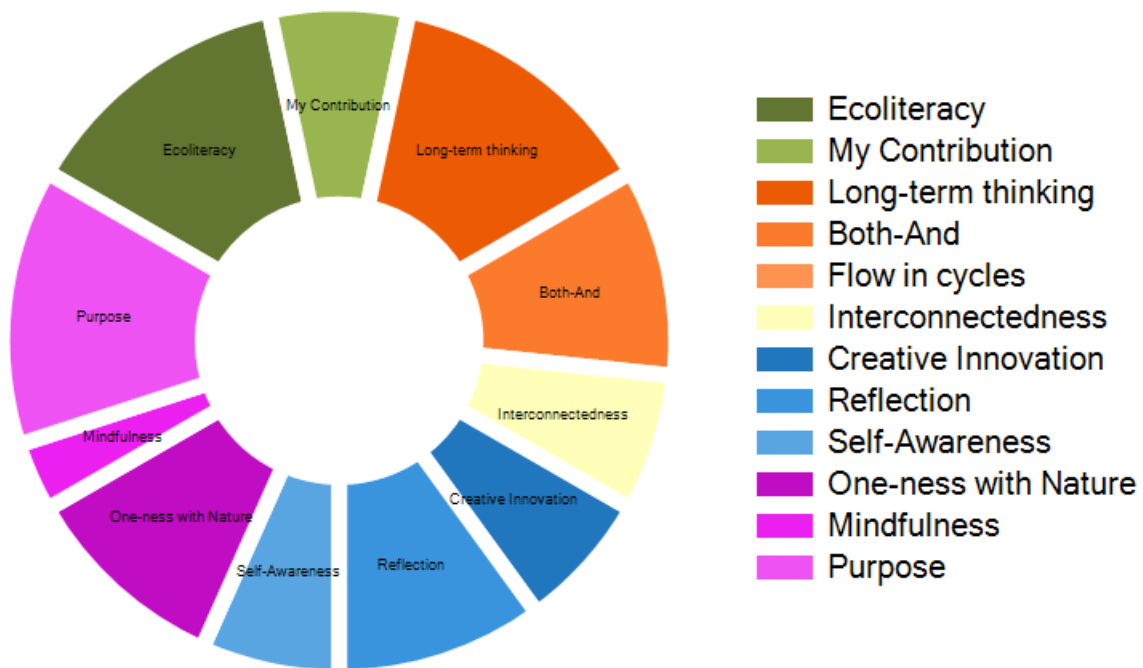 My Contribution
Long-term thinking
Ecoliteracy
Both-And
Purpose
Interconnectedness
Mindfulness
Creative Innovation
One-ness with Nature
Reflection
Self-Awareness
Ecoliteracy
My Contribution
Long-term thinking
Both-And
Flow in cycles
Interconnectedness
Creative Innovation
Reflection
Self-Awareness
One-ness with Nature
Mindfulness
Purpose